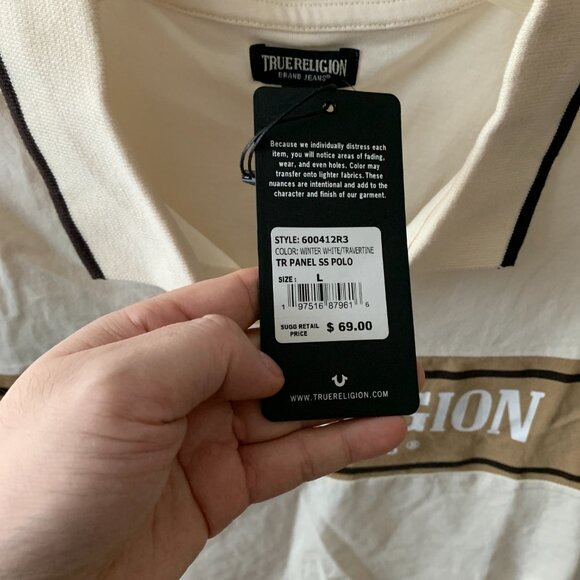 TRUE RELIGION
BRAND JEANS®
Because we individually distress each
item, you will notice areas of fading,
wear, and even holes. Color may
transfer onto lighter fabrics. These
nuances are intentional and add to the
character and finish of our garment.
STYLE: 600412R3
COLOR: WINTER WHITE/TRAVERTINE
TR PANEL SS POLO
SIZE : L
1 97516 87961 6
SUGG RETAIL
PRICE $ 69.00
WWW.TRUERELIGION.COM
GION